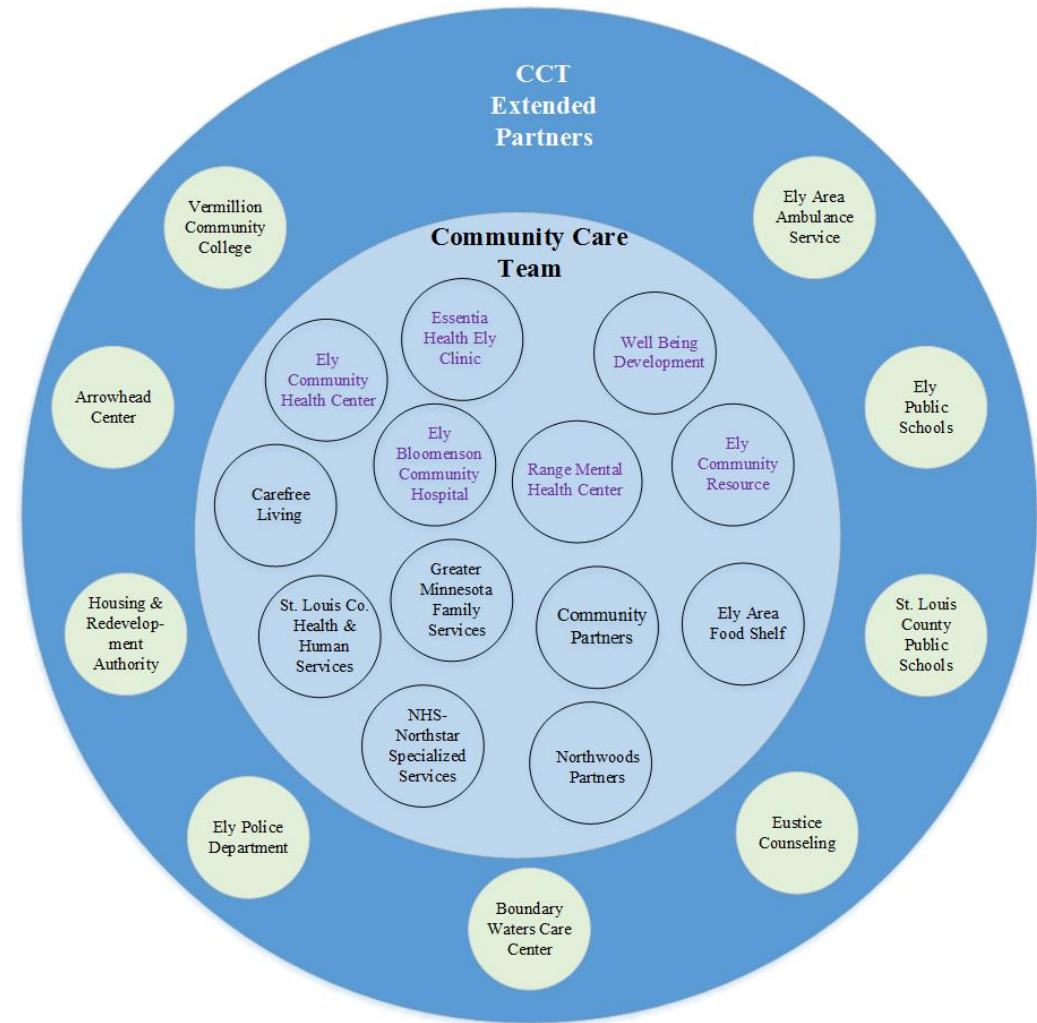 CCT
Extended
Partners
Vermillion
Community
College
Ely Area
Ambulance
Service
Community Care
Team
Essentia
Health Ely
Clinic
Well Being
Development
Ely
Community
Health Center
Arrowhead
Center
Ely
Public
Schools
Ely
Bloomenson
Community
Hospital
Range Mental
Health Center
Ely
Community
Resource
Carefree
Living
Greater
Minnesota
Family
Services
St. Louis Co.
Health &
Human
Services
Community
Partners
Ely Area
Food Shelf
Housing &
Redevelop-
ment
Authority
St. Louis
County
Public
Schools
NHS-
Northstar
Specialized
Services
Northwoods
Partners
Ely Police
Department
Eustice
Counseling
Boundary
Waters Care
Center